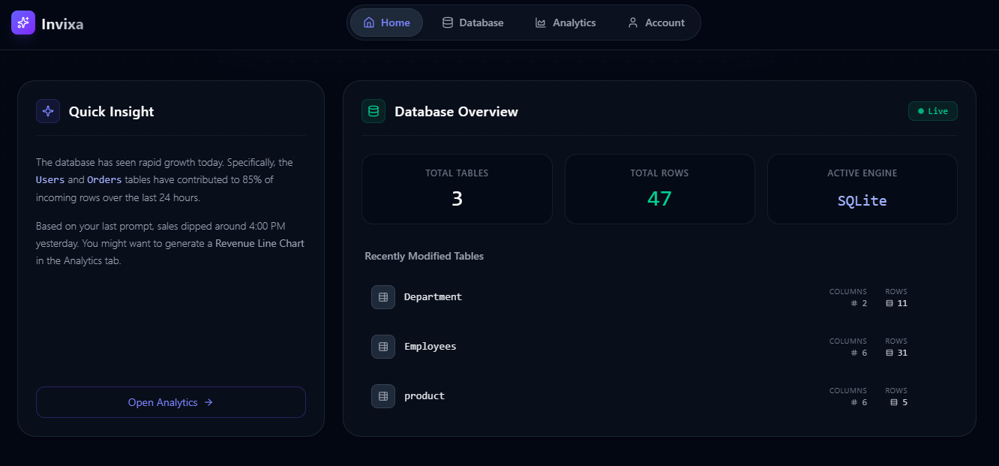 Invixa
Home
Database
Analytics
Account
Quick Insight
The database has seen rapid growth today. Specifically, the
Users and Orders tables have contributed to 85% of
incoming rows over the last 24 hours.
Based on your last prompt, sales dipped around 4:00 PM
yesterday. You might want to generate a Revenue Line Chart
in the Analytics tab.
Open Analytics →
Database Overview
Live
TOTAL TABLES
3
TOTAL ROWS
47
ACTIVE ENGINE
SQLite
Recently Modified Tables
Department
COLUMNS
# 2
ROWS
11
Employees
COLUMNS
# 6
ROWS
31
product
COLUMNS
# 6
ROWS
5